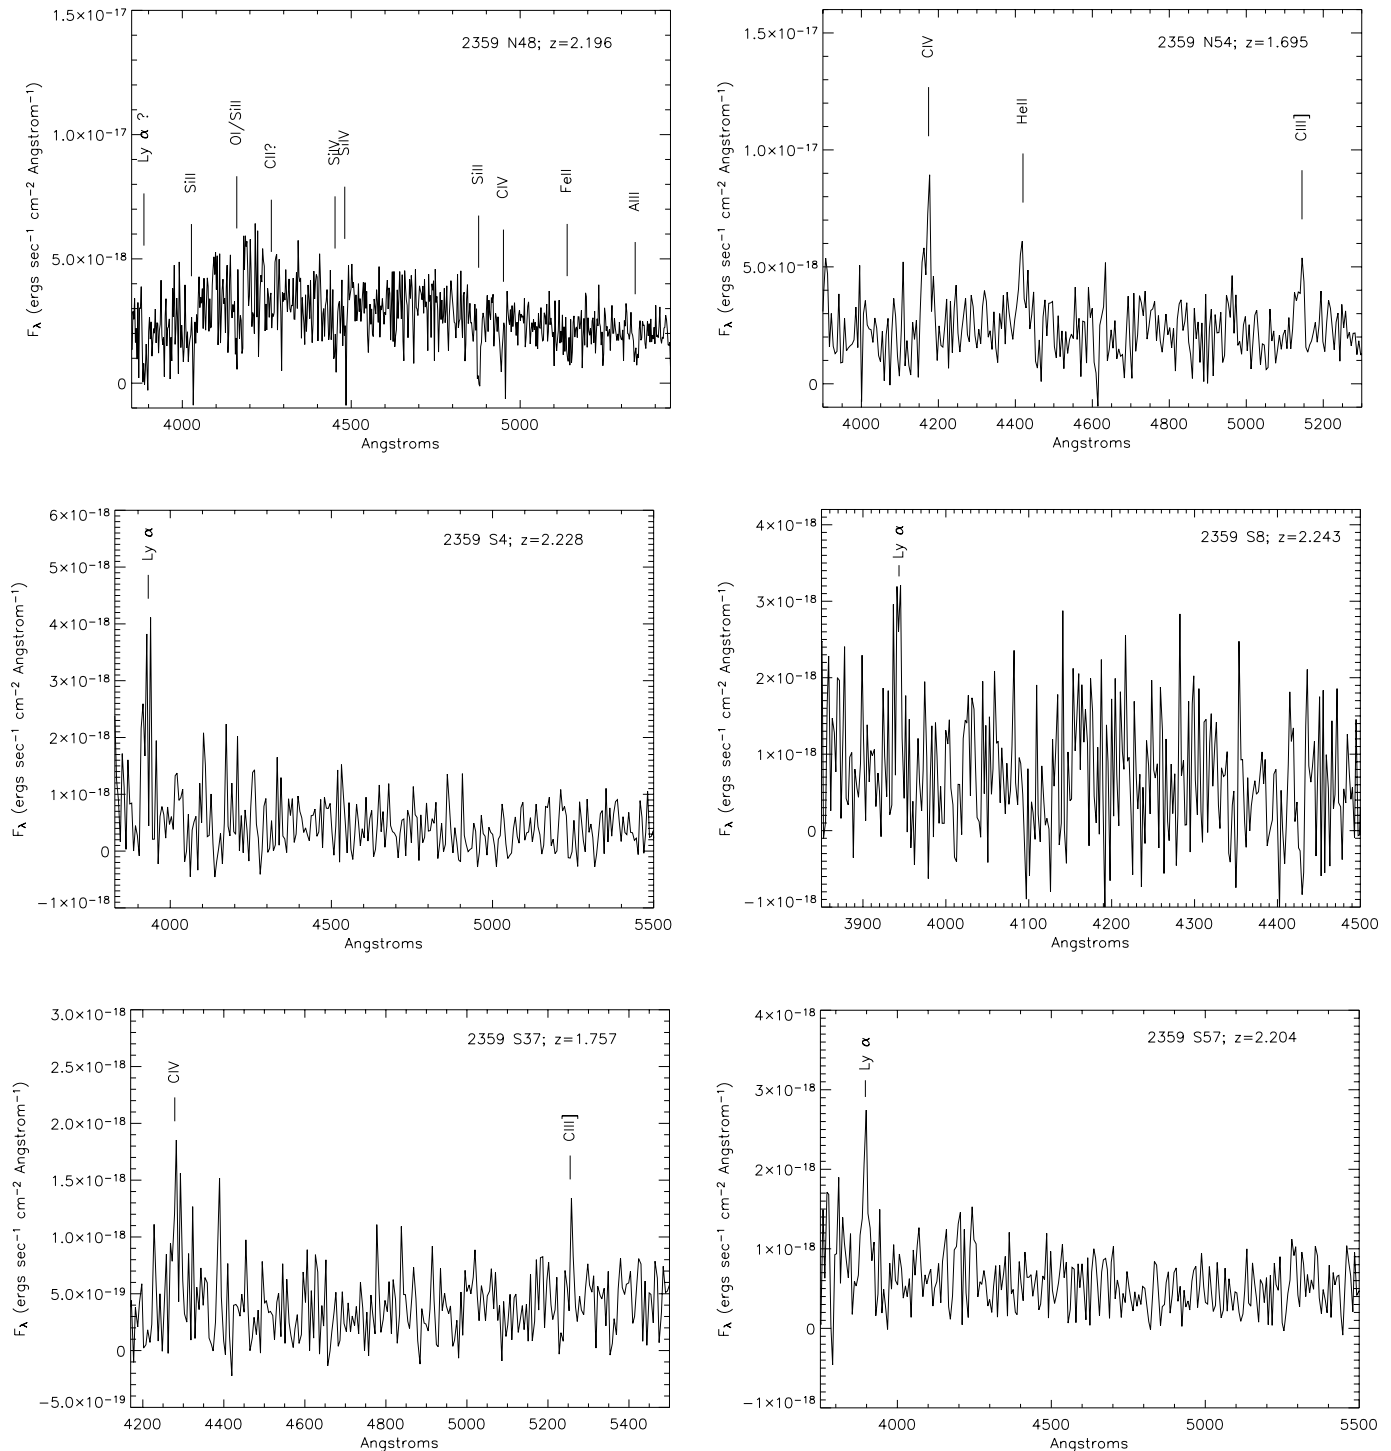 2359 N48; z=2.196
1.5×10⁻¹⁷
1.0×10⁻¹⁷
5.0×10⁻¹⁸
0
Fλ (ergs sec⁻¹ cm⁻² Angstrom⁻¹)
Ly α ?
SiII
OI/SiII
CII?
SiIV
SiIV
SiII
CIV
FeII
AlIII
4000 4500 5000
Angstroms
2359 N54; z=1.695
1.5×10⁻¹⁷
1.0×10⁻¹⁷
5.0×10⁻¹⁸
0
Fλ (ergs sec⁻¹ cm⁻² Angstrom⁻¹)
CIV
HeII
CIII]
4000 4200 4400 4600 4800 5000 5200
Angstroms
2359 S4; z=2.228
6×10⁻¹⁸
5×10⁻¹⁸
4×10⁻¹⁸
3×10⁻¹⁸
2×10⁻¹⁸
1×10⁻¹⁸
0
−1×10⁻¹⁸
Fλ (ergs sec⁻¹ cm⁻² Angstrom⁻¹)
Ly α
4000 4500 5000 5500
Angstroms
2359 S8; z=2.243
4×10⁻¹⁸
3×10⁻¹⁸
2×10⁻¹⁸
1×10⁻¹⁸
0
−1×10⁻¹⁸
Fλ (ergs sec⁻¹ cm⁻² Angstrom⁻¹)
Ly α
3900 4000 4100 4200 4300 4400 4500
Angstroms
2359 S37; z=1.757
3.0×10⁻¹⁸
2.5×10⁻¹⁸
2.0×10⁻¹⁸
1.5×10⁻¹⁸
1.0×10⁻¹⁸
5.0×10⁻¹⁹
0
−5.0×10⁻¹⁹
Fλ (ergs sec⁻¹ cm⁻² Angstrom⁻¹)
CIV
CIII]
4200 4400 4600 4800 5000 5200 5400
Angstroms
2359 S57; z=2.204
4×10⁻¹⁸
3×10⁻¹⁸
2×10⁻¹⁸
1×10⁻¹⁸
0
−1×10⁻¹⁸
Fλ (ergs sec⁻¹ cm⁻² Angstrom⁻¹)
Ly α
4000 4500 5000 5500
Angstroms